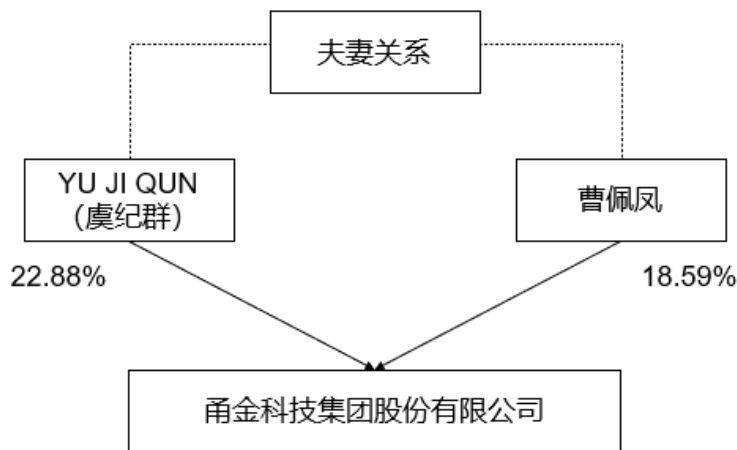 夫妻关系
YU JI QUN
（虞纪群）
曹佩凤
22.88%
18.59%
甬金科技集团股份有限公司